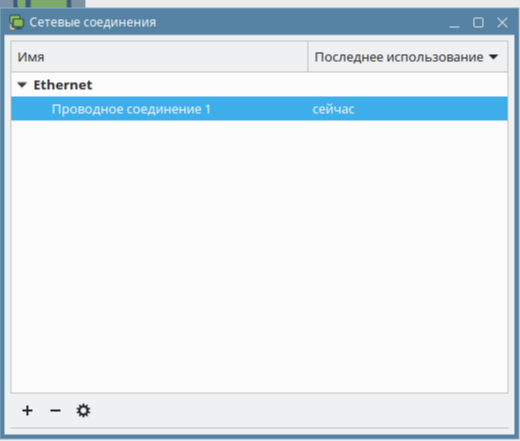 Сетевые соединения
Имя
Последнее использование
Ethernet
Проводное соединение 1
сейчас